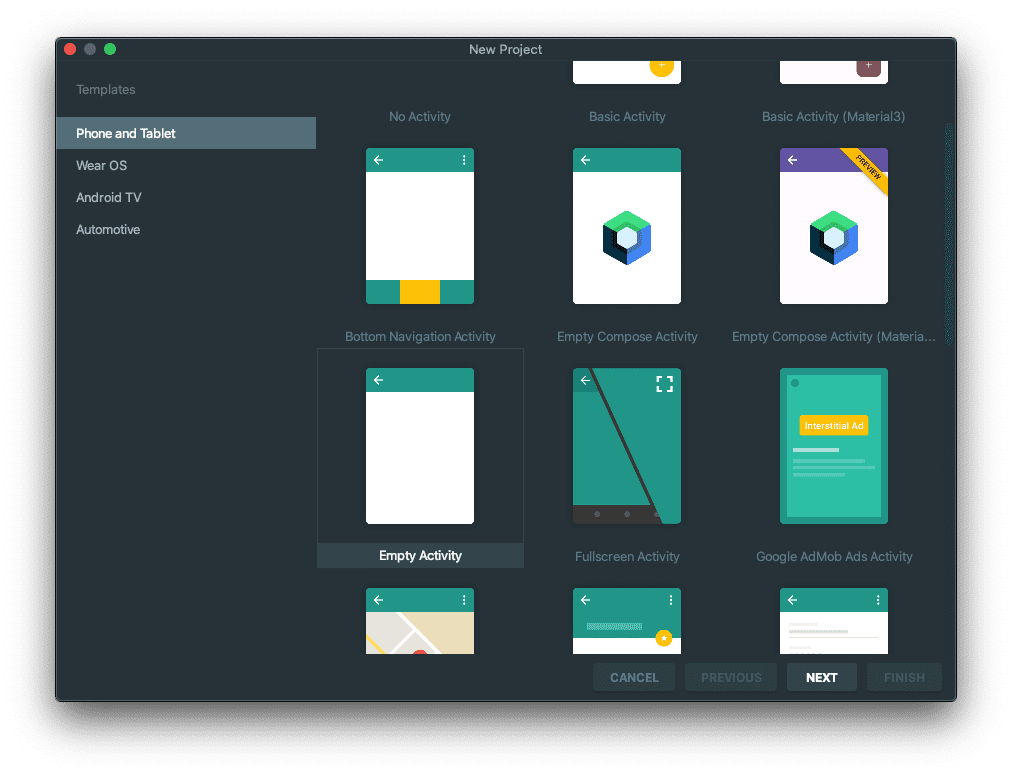 New Project
Templates
Phone and Tablet
Wear OS
Android TV
Automotive
No Activity
Basic Activity
Basic Activity (Material3)
PREVIEW
Bottom Navigation Activity
Empty Compose Activity
Empty Compose Activity (Materia...
Interstitial Ad
Empty Activity
Fullscreen Activity
Google AdMob Ads Activity
CANCEL
PREVIOUS
NEXT
FINISH